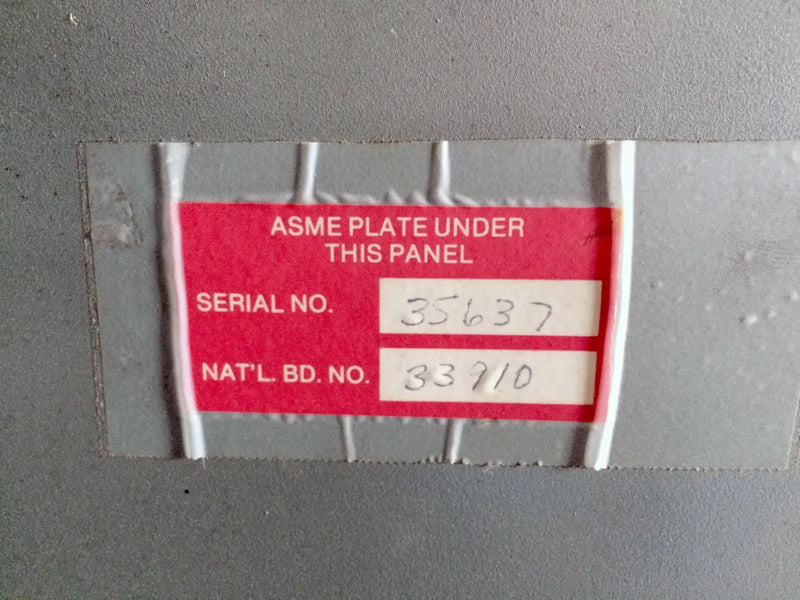 ASME PLATE UNDER
THIS PANEL
SERIAL NO. 35637
NAT'L. BD. NO. 33910